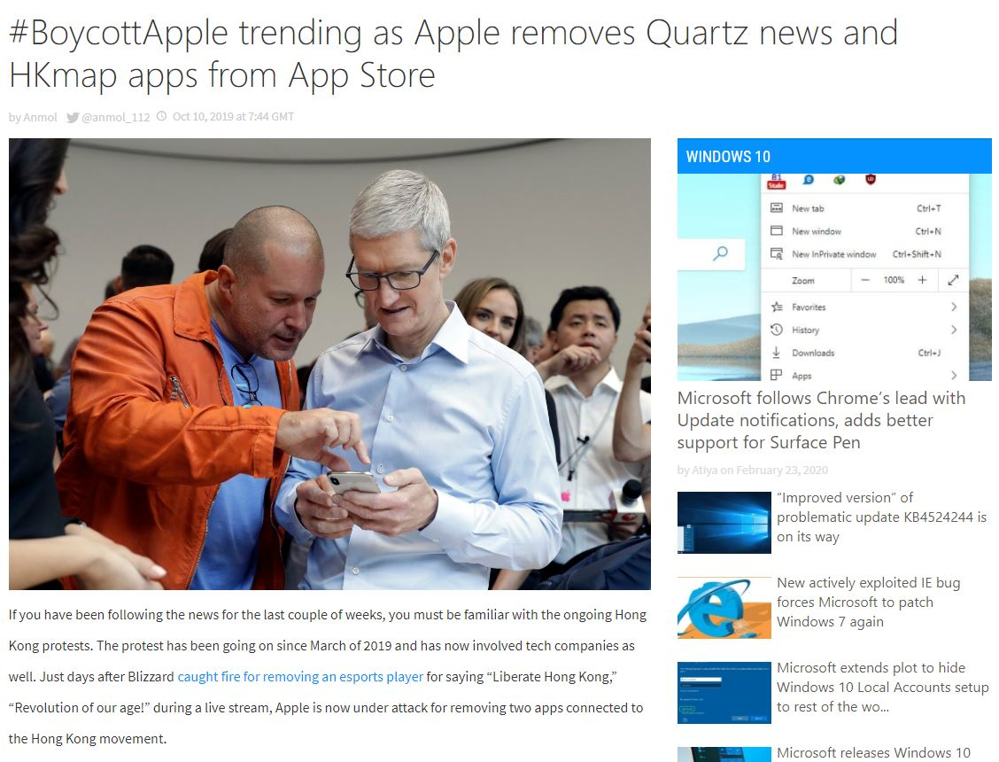 #BoycottApple trending as Apple removes Quartz news and
HKmap apps from App Store
by Anmol @anmol_112 Oct 10, 2019 at 7:44 GMT
If you have been following the news for the last couple of weeks, you must be familiar with the ongoing Hong
Kong protests. The protest has been going on since March of 2019 and has now involved tech companies as
well. Just days after Blizzard caught fire for removing an esports player for saying “Liberate Hong Kong,”
“Revolution of our age!” during a live stream, Apple is now under attack for removing two apps connected to
the Hong Kong movement.
WINDOWS 10
81
Stale
New tab Ctrl+T
New window Ctrl+N
New InPrivate window Ctrl+Shift+N
Zoom − 100% +
Favorites
History
Downloads Ctrl+J
Apps
Microsoft follows Chrome’s lead with
Update notifications, adds better
support for Surface Pen
by Atiya on February 23, 2020
“Improved version” of
problematic update KB4524244 is
on its way
New actively exploited IE bug
forces Microsoft to patch
Windows 7 again
Microsoft extends plot to hide
Windows 10 Local Accounts setup
to rest of the wo...
Microsoft releases Windows 10